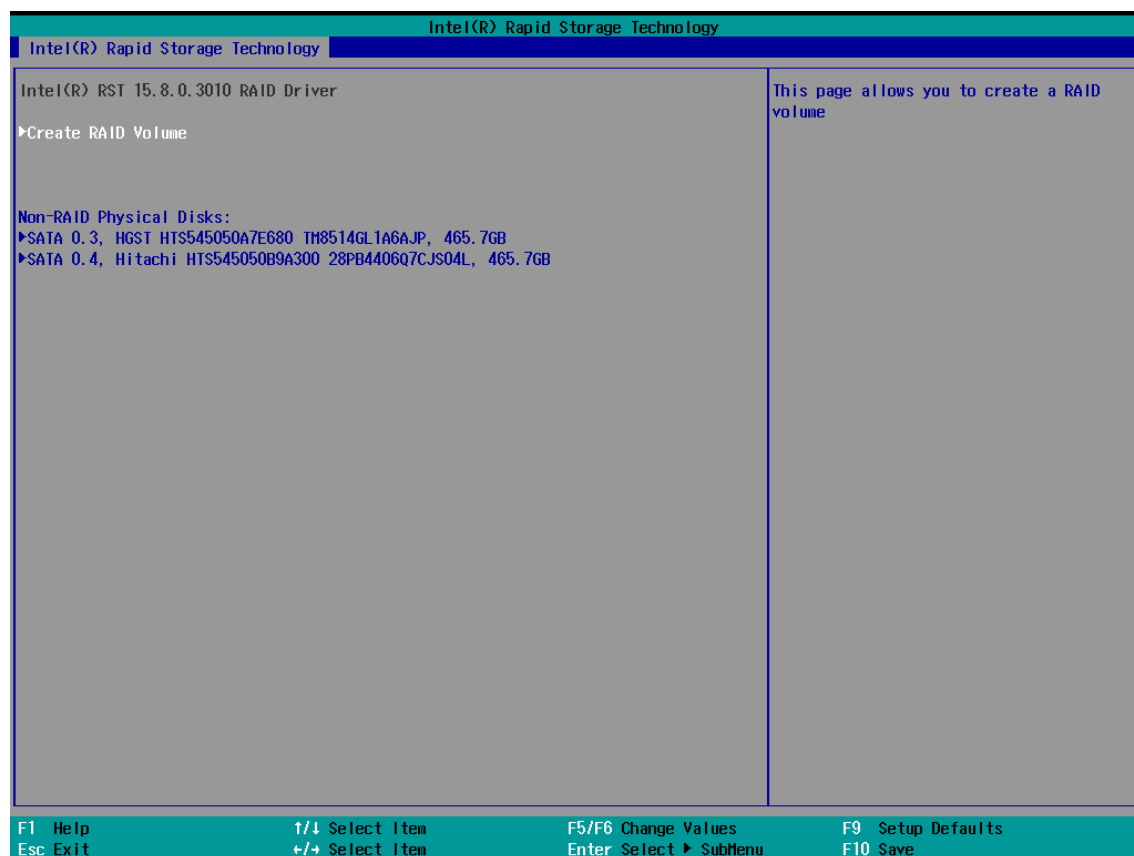 Intel(R) Rapid Storage Technology
Intel(R) Rapid Storage Technology
Intel(R) RST 15.8.0.3010 RAID Driver
This page allows you to create a RAID
volume
▶Create RAID Volume
Non-RAID Physical Disks:
▶SATA 0.3, HGST HTS545050A7E680 TM8514GL1A6AJP, 465.7GB
▶SATA 0.4, Hitachi HTS545050B9A300 28PB4406Q7CJS04L, 465.7GB
F1 Help ↑/↓ Select Item F5/F6 Change Values F9 Setup Defaults
Esc Exit ←/→ Select Item Enter Select ▶ SubMenu F10 Save